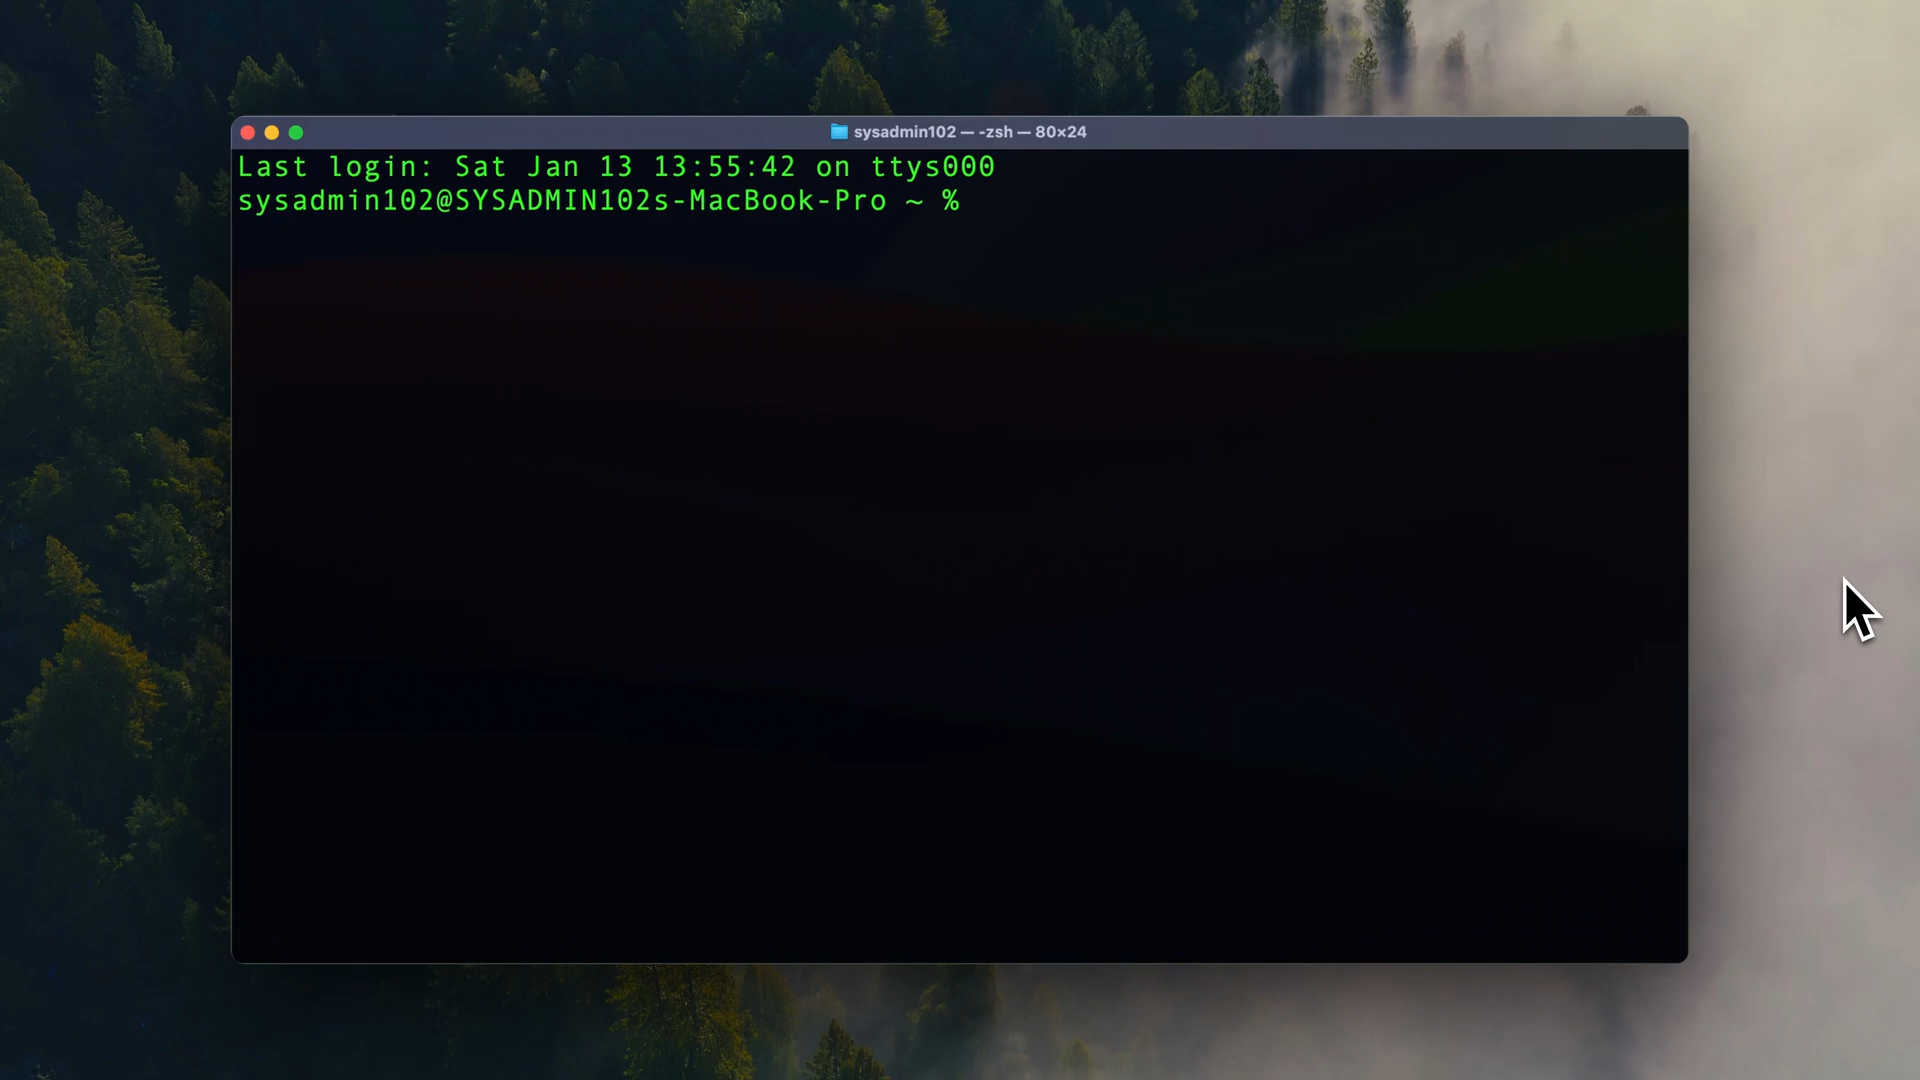 sysadmin102 — -zsh — 80×24
Last login: Sat Jan 13 13:55:42 on ttys000
sysadmin102@SYSADMIN102s-MacBook-Pro ~ %